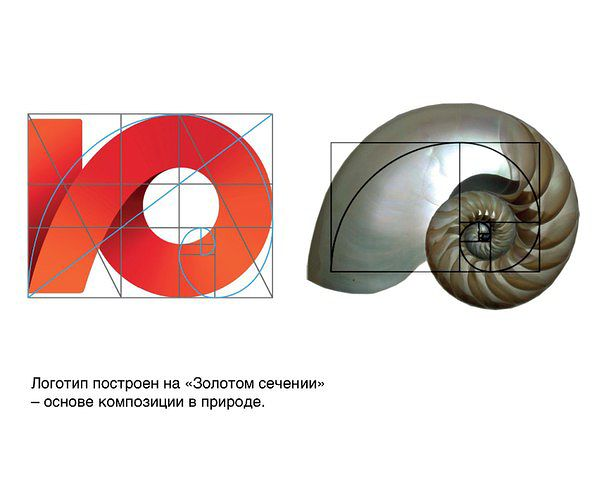 Ю
Логотип построен на «Золотом сечении»
– основе композиции в природе.